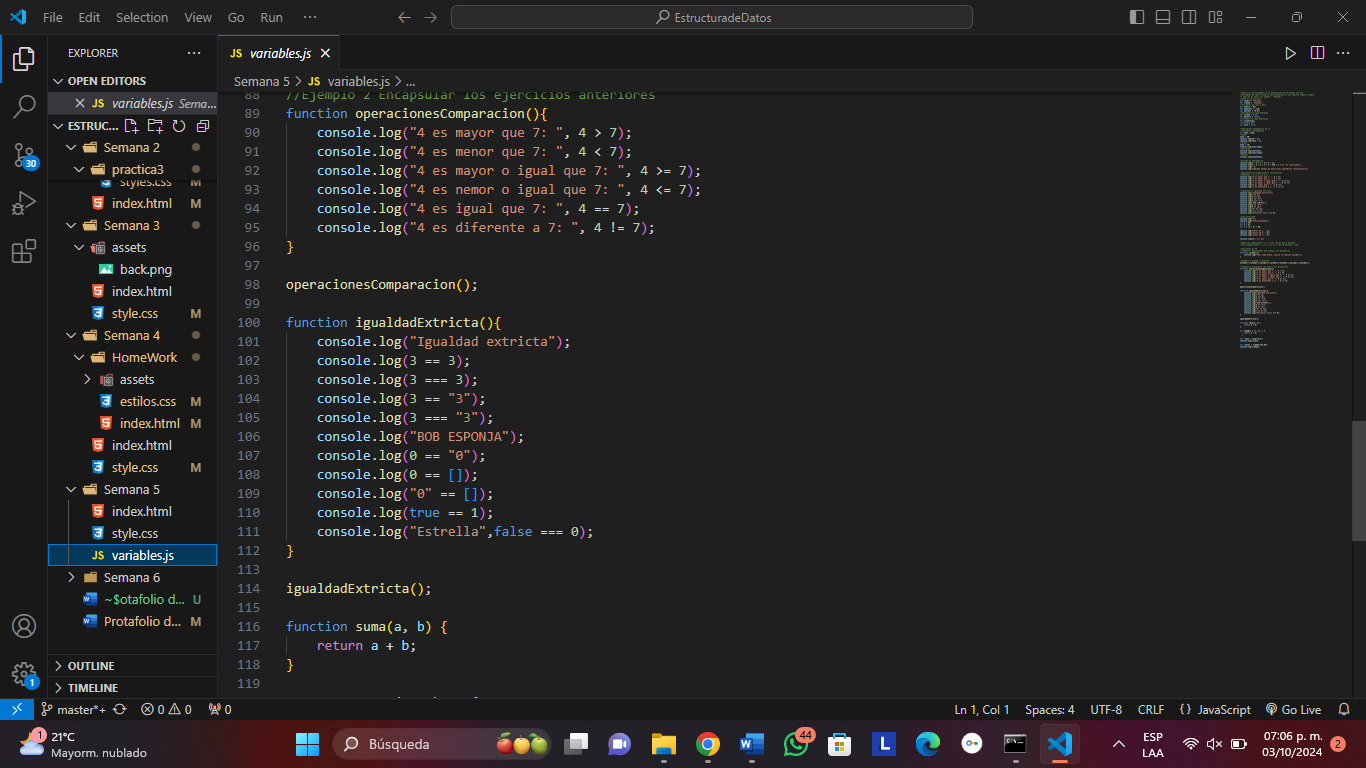 File Edit Selection View Go Run ···
EstructuradeDatos
EXPLORER
OPEN EDITORS
JS variables.js Sema...
ESTRUC...
Semana 2
practica3
styles.css M
index.html M
Semana 3
assets
back.png
index.html
style.css M
Semana 4
HomeWork
assets
estilos.css M
index.html M
index.html
style.css M
Semana 5
index.html
style.css
JS variables.js
Semana 6
~$otafolio d... U
Protafolio d... M
OUTLINE
TIMELINE
30
1
JS variables.js
Semana 5 > JS variables.js > ...
88 //Ejemplo 2 Encapsular los ejercicios anteriores
89 function operacionesComparacion(){
90 console.log("4 es mayor que 7: ", 4 > 7);
91 console.log("4 es menor que 7: ", 4 < 7);
92 console.log("4 es mayor o igual que 7: ", 4 >= 7);
93 console.log("4 es nemor o igual que 7: ", 4 <= 7);
94 console.log("4 es igual que 7: ", 4 == 7);
95 console.log("4 es diferente a 7: ", 4 != 7);
96 }
97
98 operacionesComparacion();
99
100 function igualdadExtricta(){
101 console.log("Igualdad extricta");
102 console.log(3 == 3);
103 console.log(3 === 3);
104 console.log(3 == "3");
105 console.log(3 === "3");
106 console.log("BOB ESPONJA");
107 console.log(0 == "0");
108 console.log(0 == []);
109 console.log("0" == []);
110 console.log(true == 1);
111 console.log("Estrella",false === 0);
112 }
113
114 igualdadExtricta();
115
116 function suma(a, b) {
117 return a + b;
118 }
119
master*+ 0 0 0
Ln 1, Col 1 Spaces: 4 UTF-8 CRLF {} JavaScript Go Live
1
21°C
Mayorm. nublado
Búsqueda
44
L
ESP
LAA
07:06 p. m.
03/10/2024
2